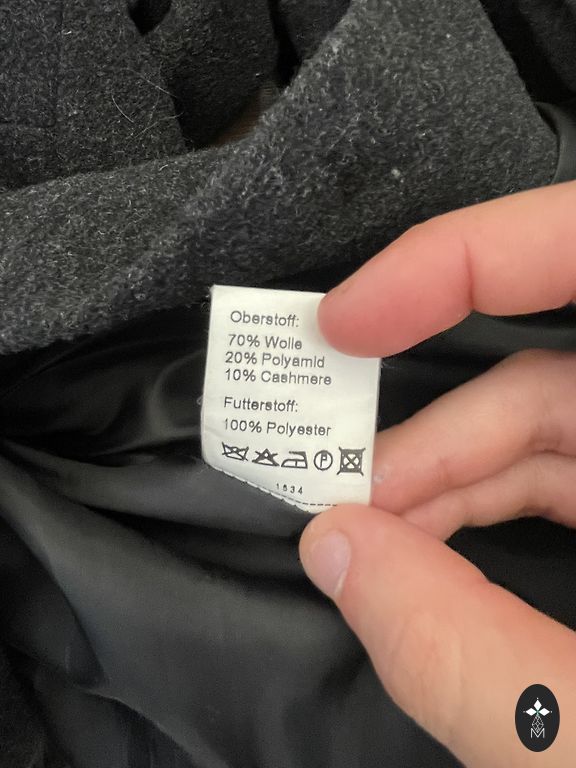 Oberstoff:
70% Wolle
20% Polyamid
10% Cashmere
Futterstoff:
100% Polyester
P
1534
M